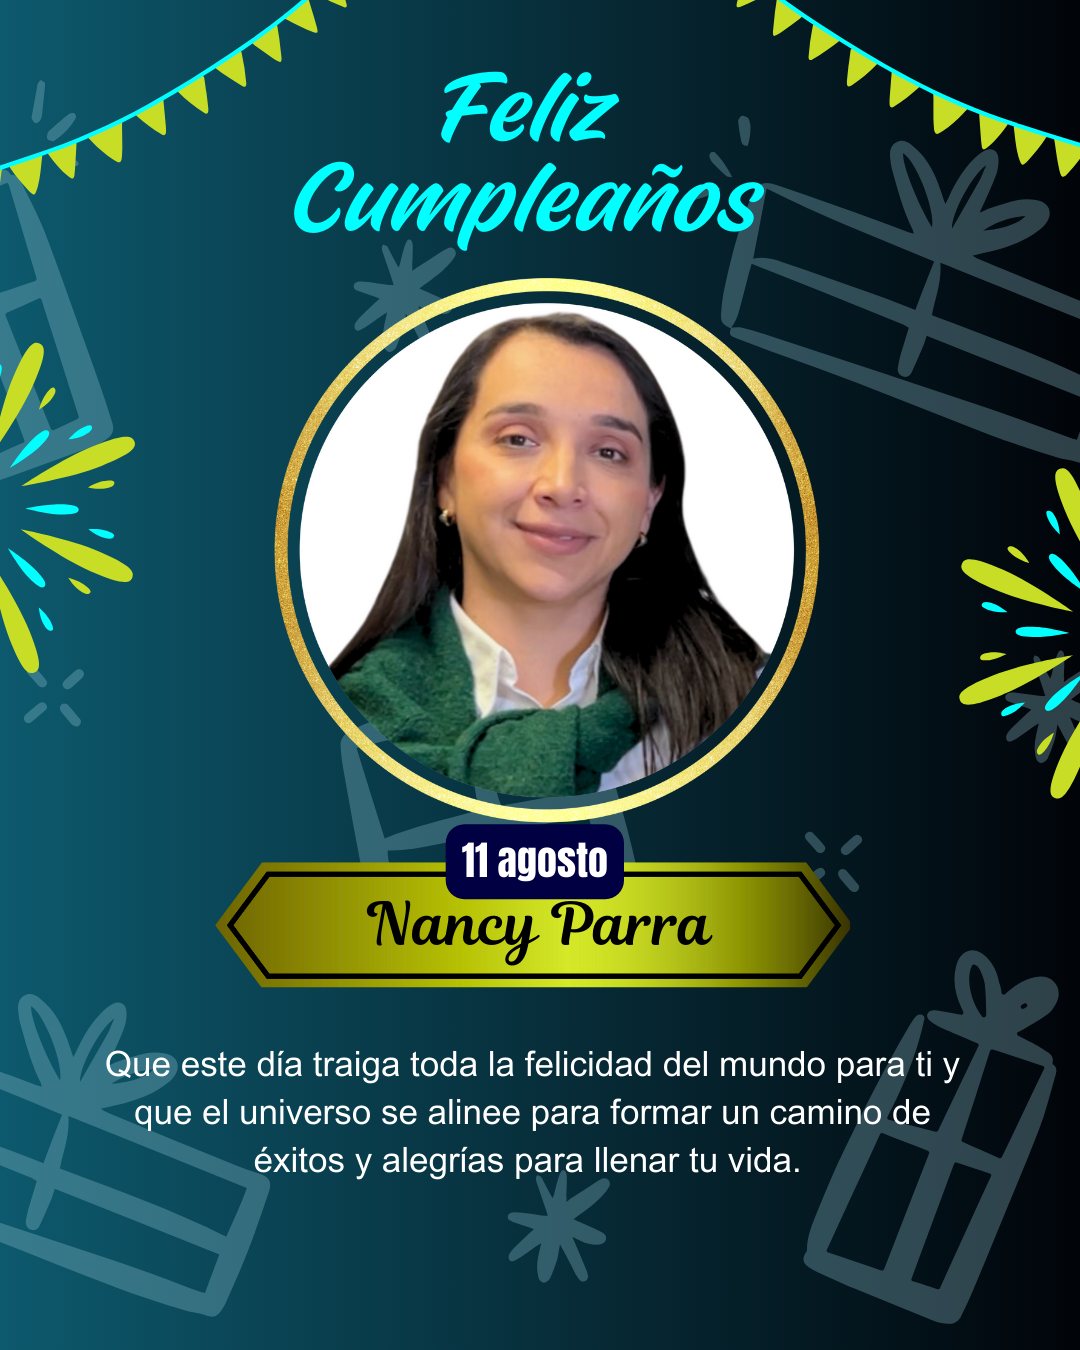 Feliz
Cumpleaños
11 agosto
Nancy Parra
Que este día traiga toda la felicidad del mundo para ti y
que el universo se alinee para formar un camino de
éxitos y alegrías para llenar tu vida.